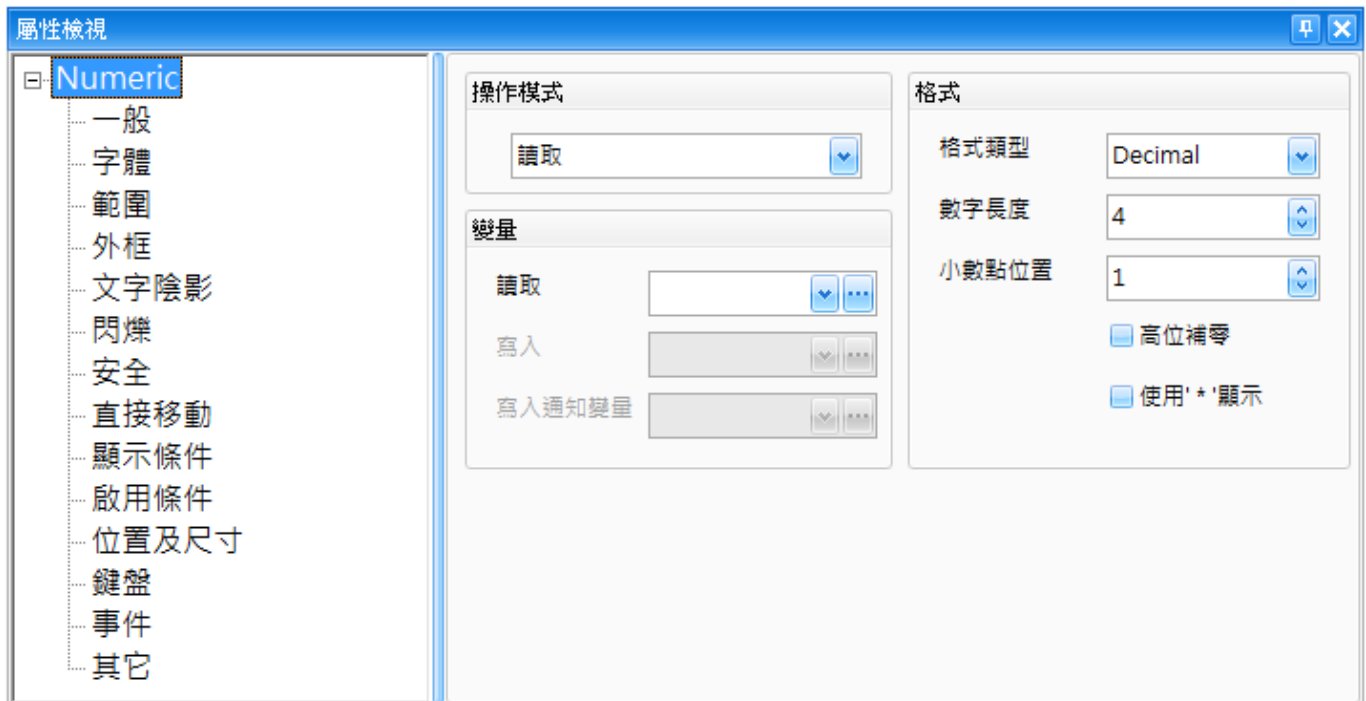 屬性檢視
Numeric
一般
字體
範圍
外框
文字陰影
閃爍
安全
直接移動
顯示條件
啟用條件
位置及尺寸
鍵盤
事件
其它
操作模式
讀取
變量
讀取
寫入
寫入通知變量
格式
格式類型 Decimal
數字長度 4
小數點位置 1
高位補零
使用' * '顯示